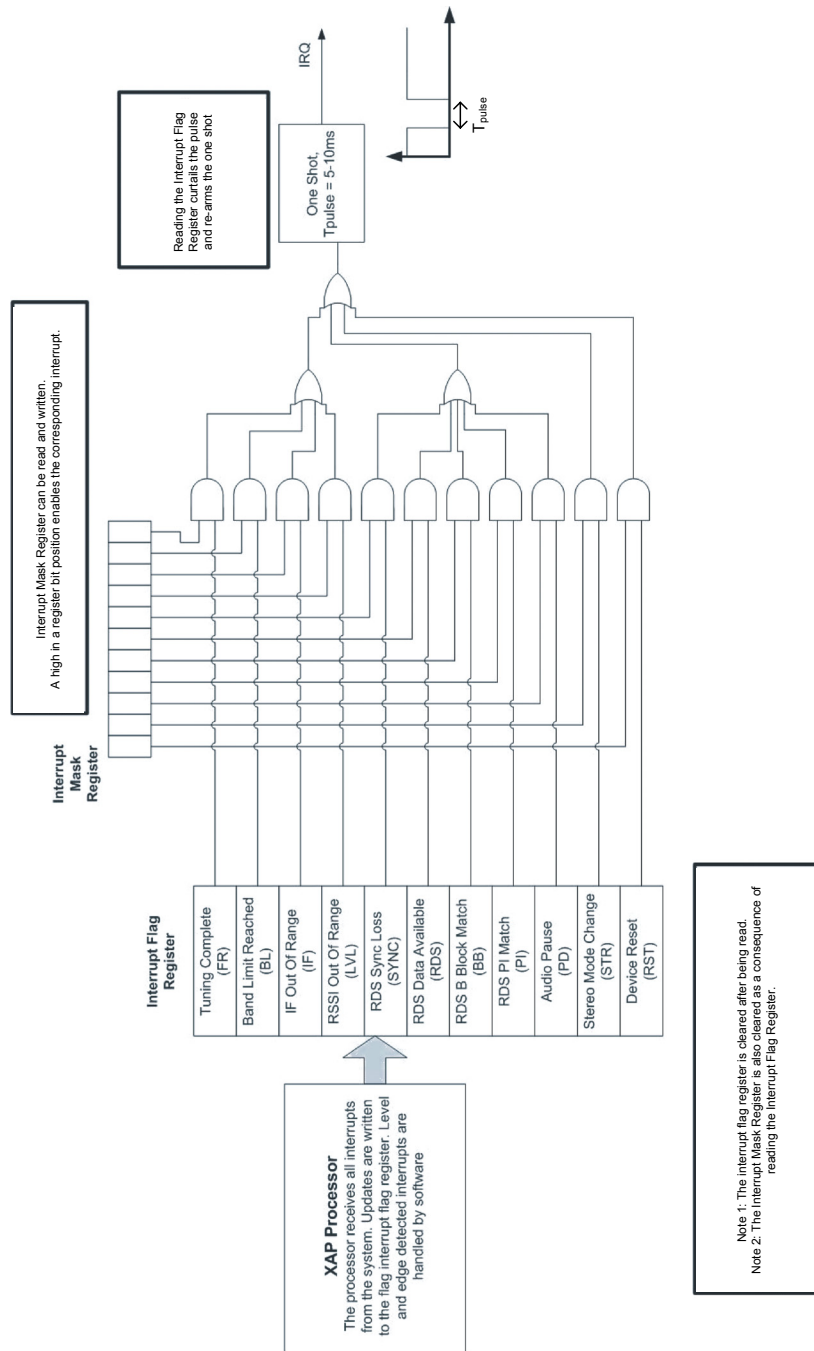 Interrupt Mask Register can be read and written.
A high in a register bit position enables the corresponding interrupt.
Reading the Interrupt Flag
Register curtails the pulse
and re-arms the one shot
Interrupt
Mask
Register
Interrupt Flag
Register
XAP Processor
The processor receives all interrupts
from the system. Updates are written
to the flag interrupt flag register. Level
and edge detected interrupts are
handled by software
Tuning Complete
(FR)
Band Limit Reached
(BL)
IF Out Of Range
(IF)
RSSI Out Of Range
(LVL)
RDS Sync Loss
(SYNC)
RDS Data Available
(RDS)
RDS B Block Match
(BB)
RDS PI Match
(PI)
Audio Pause
(PD)
Stereo Mode Change
(STR)
Device Reset
(RST)
One Shot,
Tpulse = 5-10ms
IRQ
Tpulse
Note 1: The interrupt flag register is cleared after being read.
Note 2: The Interrupt Mask Register is also cleared as a consequence of
reading the Interrupt Flag Register.